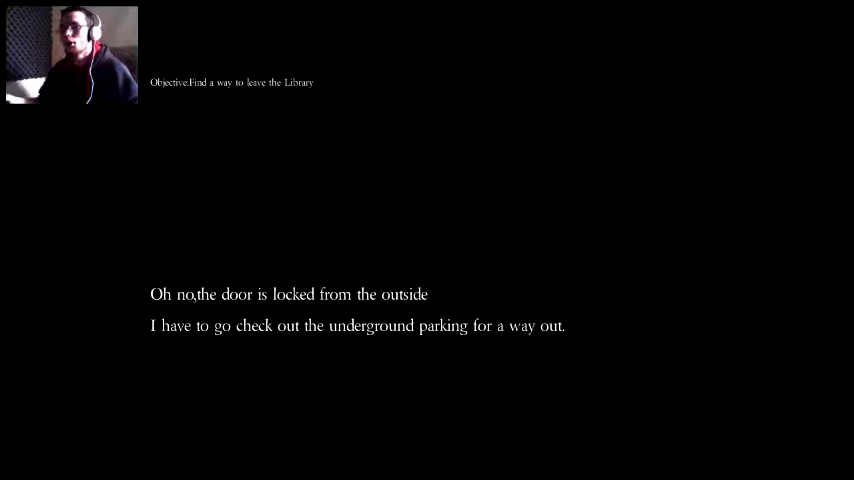 Objective:Find a way to leave the Library
Oh no,the door is locked from the outside
I have to go check out the underground parking for a way out.